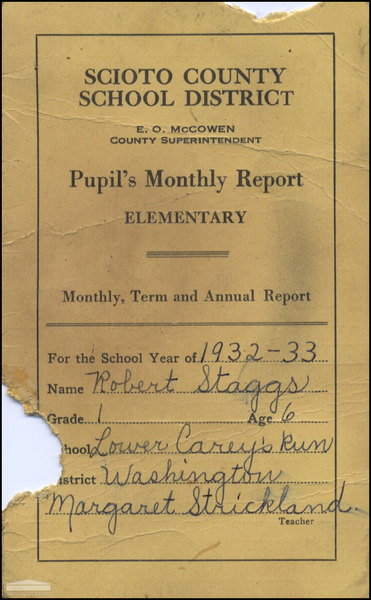 SCIOTO COUNTY
SCHOOL DISTRICT
E. O. McCOWEN
COUNTY SUPERINTENDENT
Pupil's Monthly Report
ELEMENTARY
Monthly, Term and Annual Report
For the School Year of 1932-33
Name Robert Staggs
Grade 1 Age 6
chool Lower Carey's Run
istrict Washington
Margaret Strickland.
Teacher